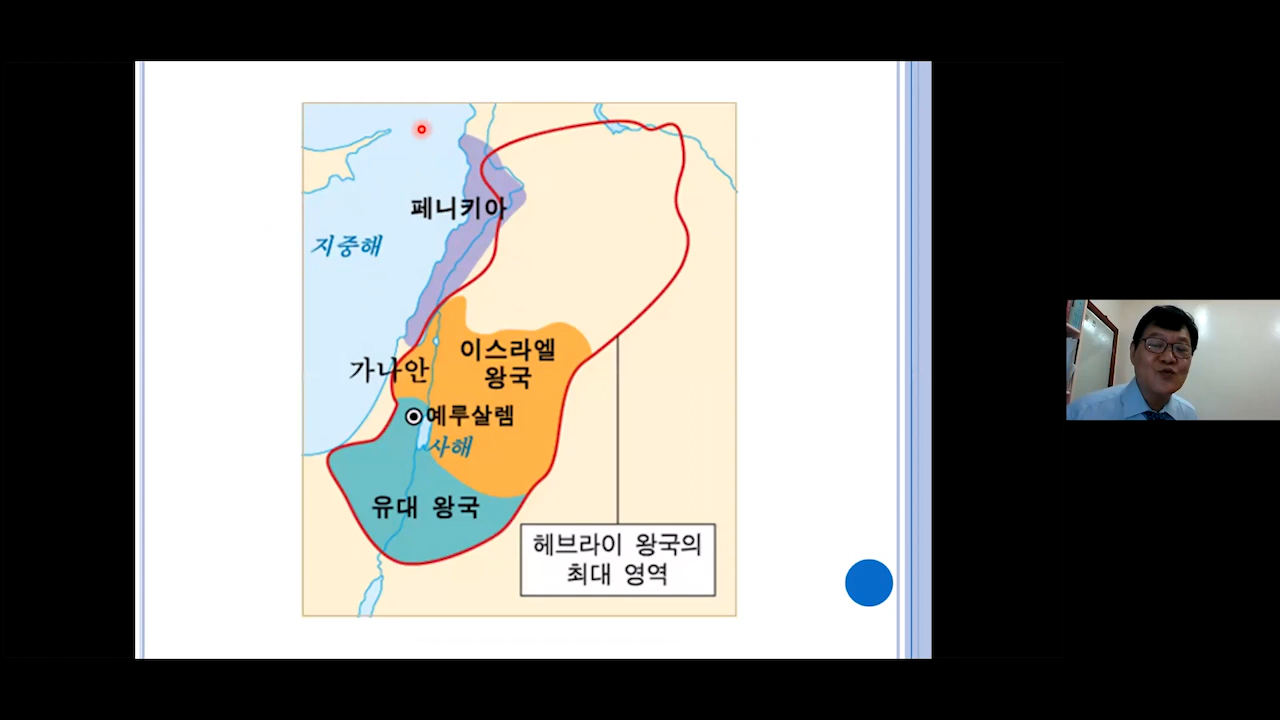 페니키아
지중해
이스라엘
왕국
가나안
예루살렘
사해
유대 왕국
헤브라이 왕국의
최대 영역